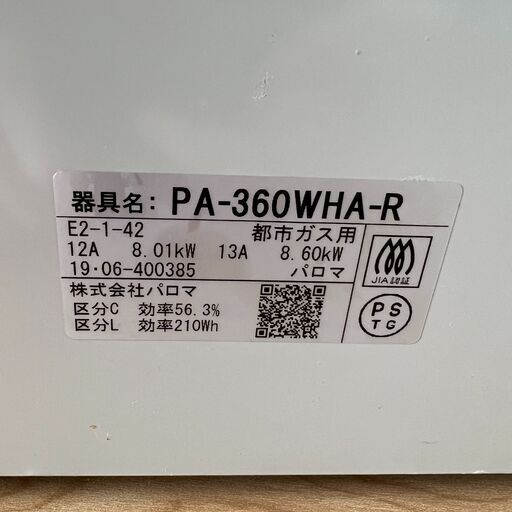 器具名: PA-360WHA-R
E2-1-42 都市ガス用
12A 8.01kW 13A 8.60kW
19・06-400385 パロマ
株式会社パロマ
区分C 効率56.3%
区分L 効率210Wh
JIA認証
PS
TG